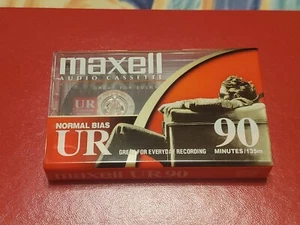 maxell
AUDIO CASSETTE
UR
NORMAL BIAS
UR
90
GREAT FOR EVERYDAY RECORDING
MINUTES/135m
maxell UR 90